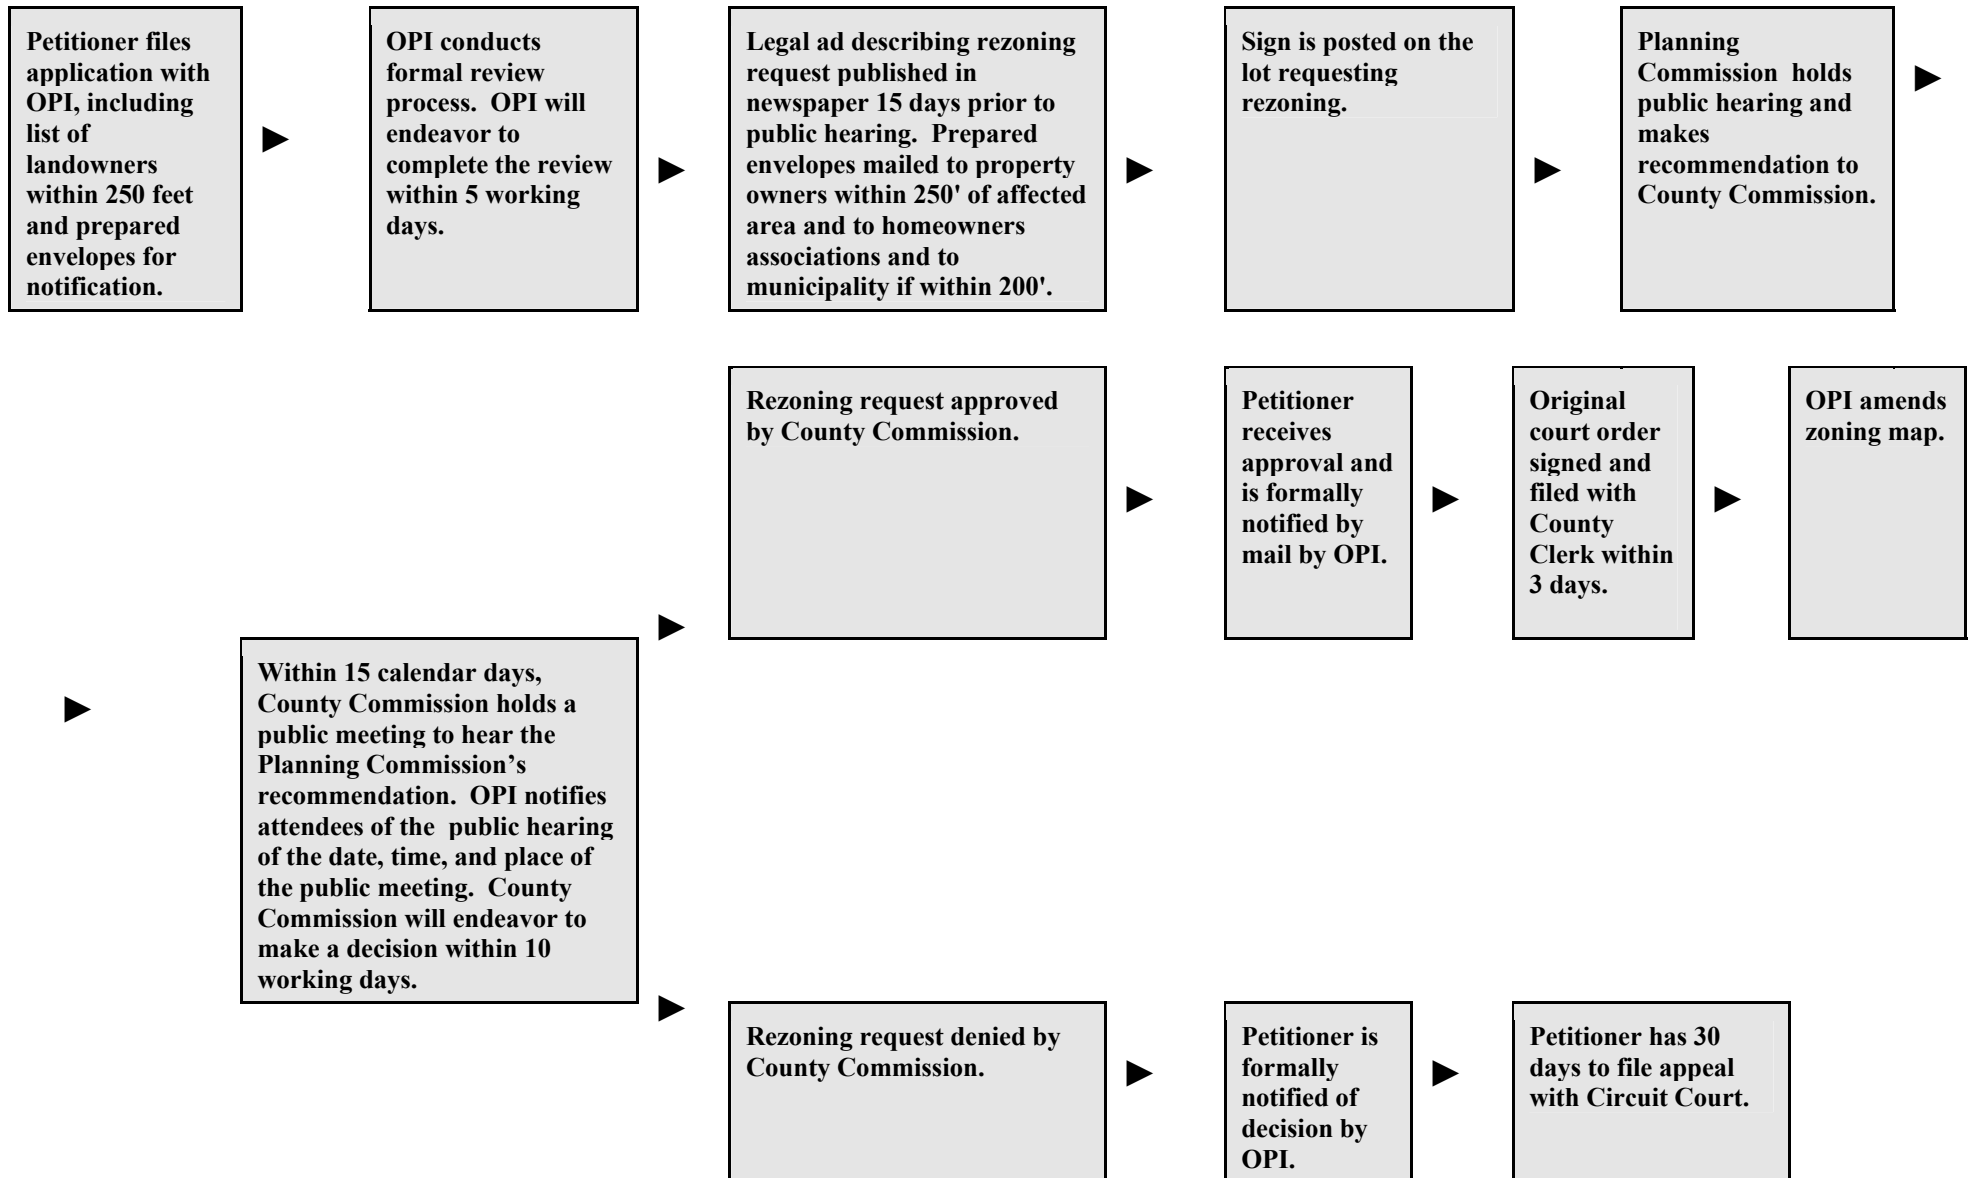 Petitioner files
application with
OPI, including
list of
landowners
within 250 feet
and prepared
envelopes for
notification.
OPI conducts
formal review
process.  OPI will
endeavor to
complete the review
within 5 working
days.
Legal ad describing rezoning
request published in
newspaper 15 days prior to
public hearing.  Prepared
envelopes mailed to property
owners within 250' of affected
area and to homeowners
associations and to
municipality if within 200'.
Sign is posted on the
lot requesting
rezoning.
Planning
Commission  holds
public hearing and
makes
recommendation to
County Commission.
Rezoning request approved
by County Commission.
Petitioner
receives
approval and
is formally
notified by
mail by OPI.
Original
court order
signed and
filed with
County
Clerk within
3 days.
OPI amends
zoning map.
Within 15 calendar days,
County Commission holds a
public meeting to hear the
Planning Commission’s
recommendation.  OPI notifies
attendees of the  public hearing
of the date, time, and place of
the public meeting.  County
Commission will endeavor to
make a decision within 10
working days.
Rezoning request denied by
County Commission.
Petitioner is
formally
notified of
decision by
OPI.
Petitioner has 30
days to file appeal
with Circuit Court.